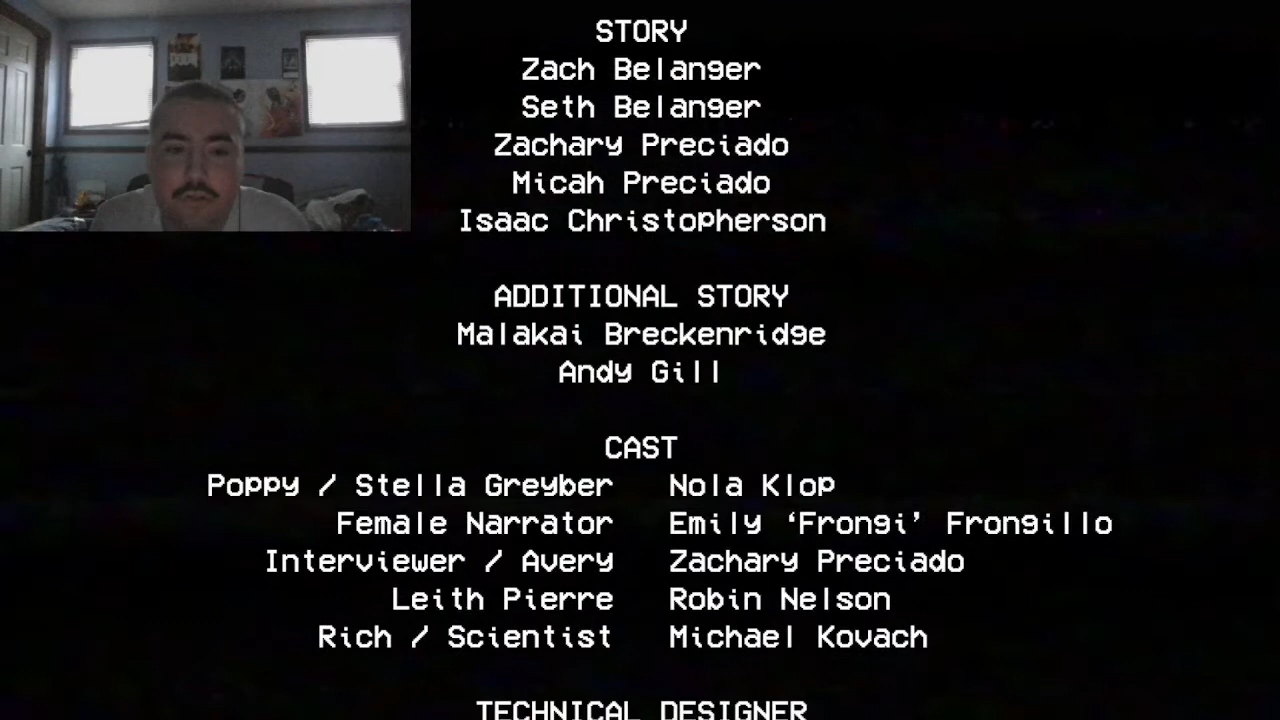 STORY
Zach Belanger
Seth Belanger
Zachary Preciado
Micah Preciado
Isaac Christopherson
ADDITIONAL STORY
Malakai Breckenridge
Andy Gill
CAST
Poppy / Stella Greyber Nola Klop
Female Narrator Emily ‘Frongi’ Frongillo
Interviewer / Avery Zachary Preciado
Leith Pierre Robin Nelson
Rich / Scientist Michael Kovach
TECHNICAL DESIGNER